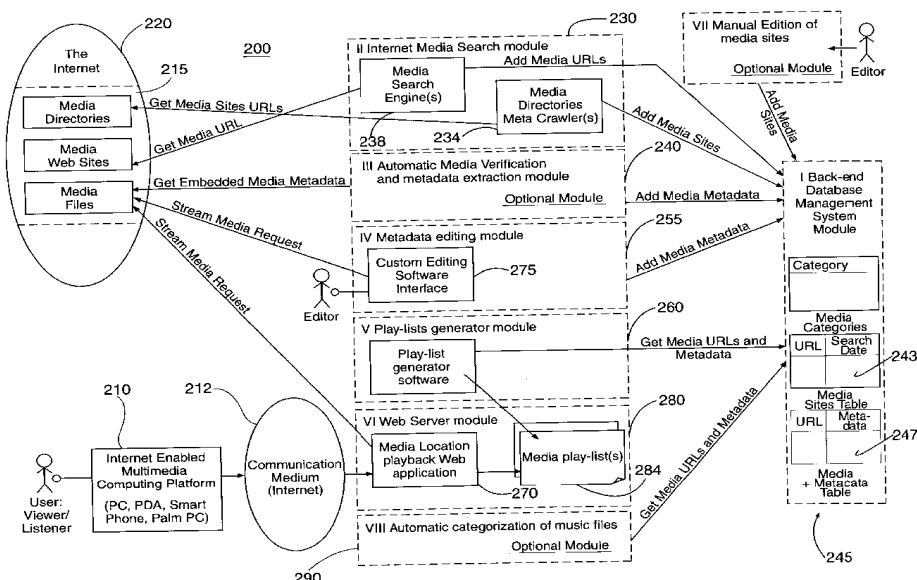 220
The
Internet
200
215
Media
Directories
Media
Web Sites
Media
Files
230
II Internet Media Search module
Media
Search
Engine(s)
Media
Directories
Meta Crawler(s)
238
234
Add Media URLs
Get Media Sites URLs
Get Media URL
Add Media Sites
VII Manual Edition of
media sites
Optional Module
Editor
Add Media
Sites
240
III Automatic Media Verification
and metadata extraction module
Optional Module
Get Embedded Media Metadata
Add Media Metadata
Stream Media Request
Stream Media Request
255
IV Metadata editing module
Custom Editing
Software
Interface
275
Editor
Add Media Metadata
I Back-end
Database
Management
System
Module
Category
Media
Categories
URL
Search
Date
243
Media
Sites Table
URL
Meta-
data
247
Media
+ Metacata
Table
245
260
V Play-lists generator module
Play-list
generator
software
Get Media URLs and
Metadata
280
VI Web Server module
Media Location
playback Web
application
270
Media play-list(s)
284
Get Media URLs and Metadata
210
212
Internet Enabled
Multimedia
Computing Platform
(PC, PDA, Smart
Phone, Palm PC)
Communication
Medium
(Internet)
User:
Viewer/
Listener
VIII Automatic categorization of music files
Optional Module
290